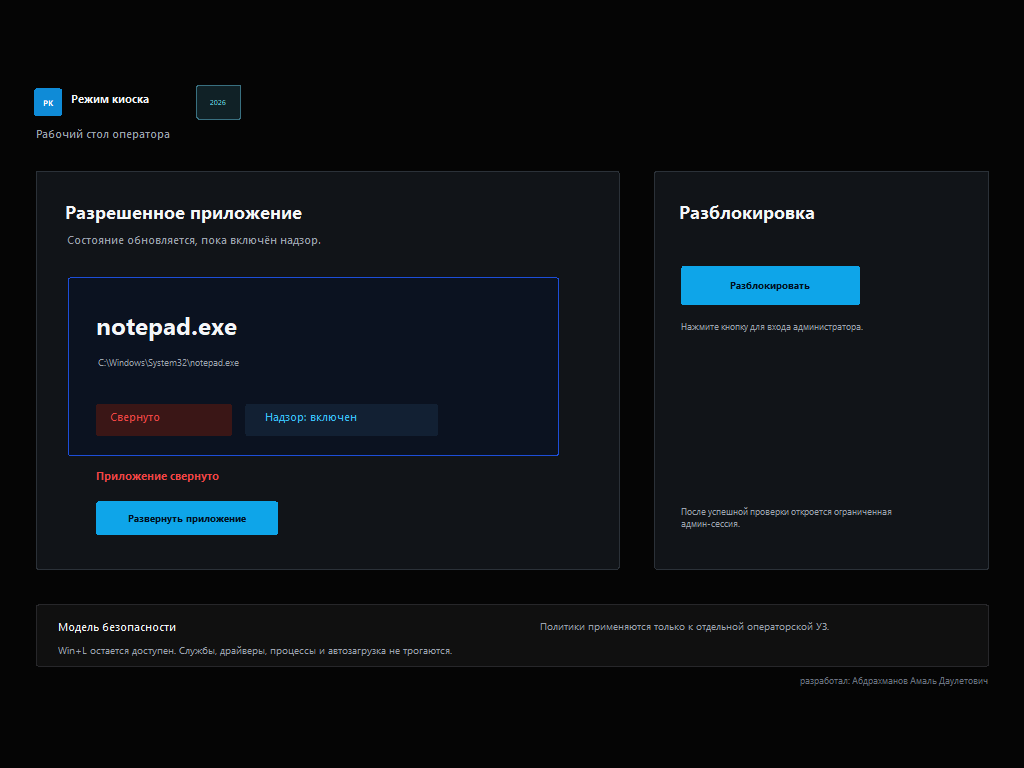 РК
Режим киоска
2026
Рабочий стол оператора
Разрешенное приложение
Состояние обновляется, пока включён надзор.
notepad.exe
C:\Windows\System32\notepad.exe
Свернуто
Надзор: включен
Приложение свернуто
Развернуть приложение
Разблокировка
Разблокировать
Нажмите кнопку для входа администратора.
После успешной проверки откроется ограниченная
админ-сессия.
Модель безопасности
Политики применяются только к отдельной операторской УЗ.
Win+L остается доступен. Службы, драйверы, процессы и автозагрузка не трогаются.
разработал: Абдрахманов Амаль Даулетович